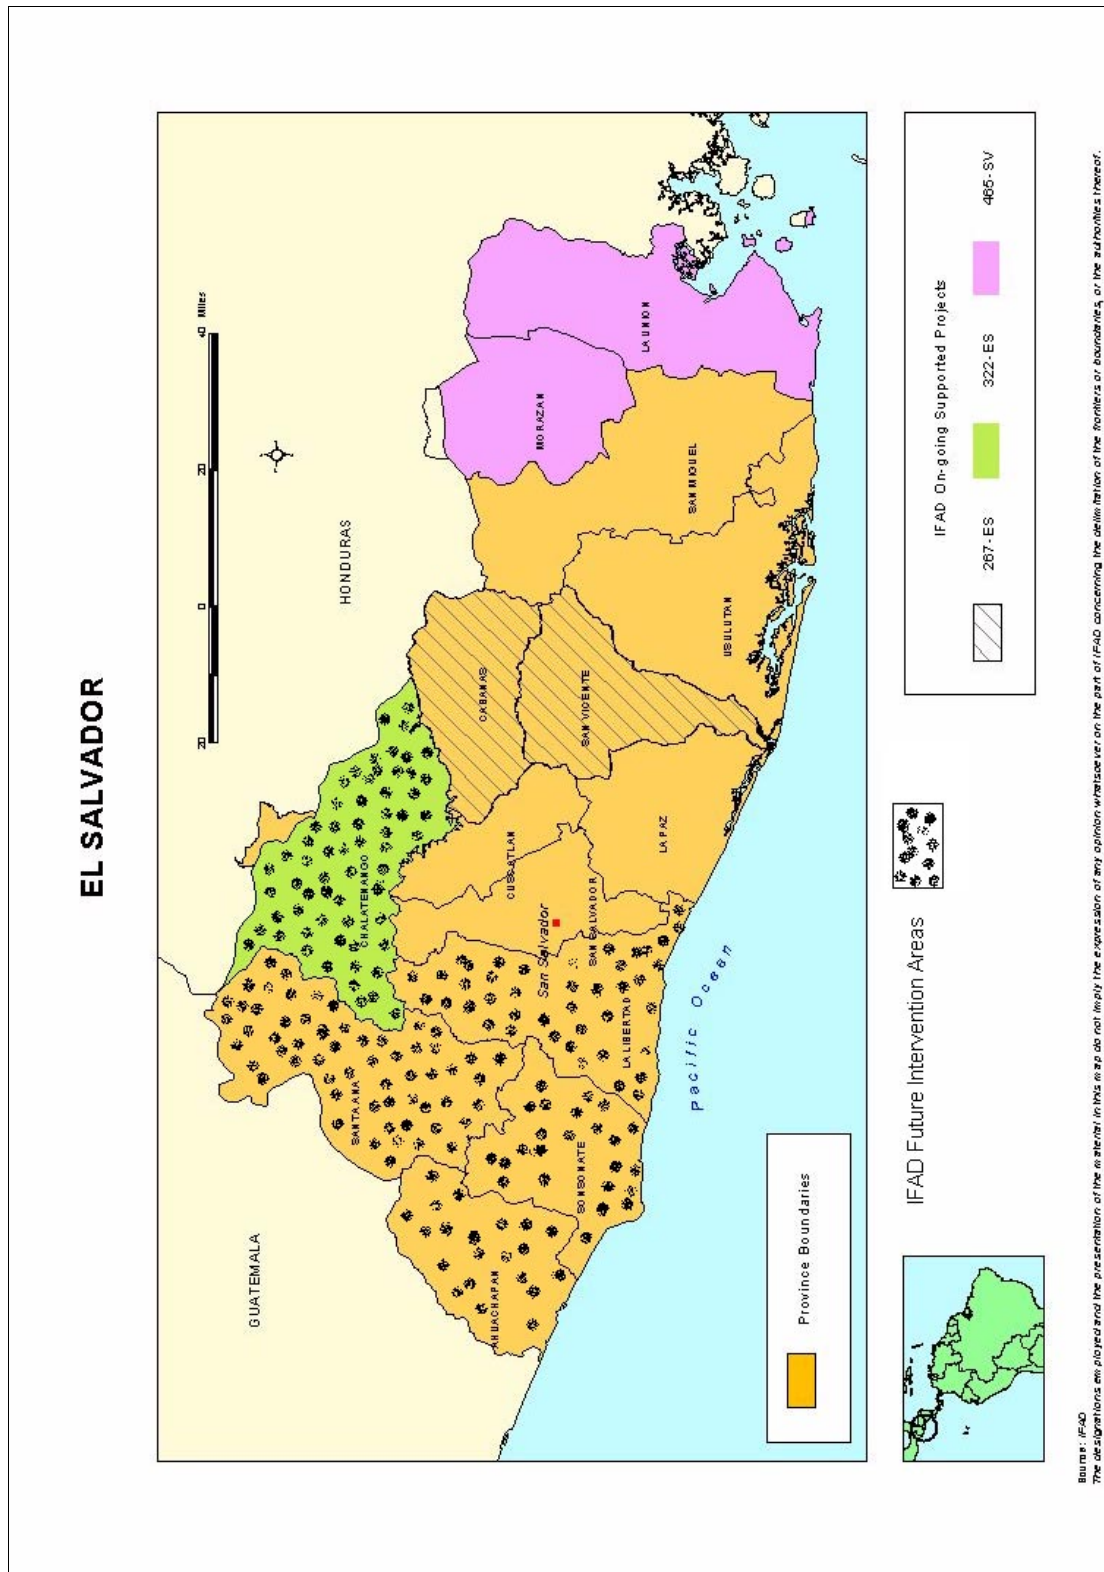 EL SALVADOR
20 0 20 40 Miles
HONDURAS
GUATEMALA
CHALATENANGO
SANTA ANA
AHUACHAPAN
SONSONATE
LA LIBERTAD
San Salvador
SAN SALVADOR
CUSCATLAN
CABANAS
SAN VICENTE
LA PAZ
USULUTAN
SAN MIGUEL
MORAZAN
LA UNION
Pacific Ocean
Province Boundaries
IFAD Future Intervention Areas
IFAD On-going Supported Projects
267-ES
322-ES
465-SV
Source: IFAD
The designations employed and the presentation of the material in this map do not imply the expression of any opinion whatsoever on the part of IFAD concerning the delimitation of the frontiers or boundaries, or the authorities thereof.